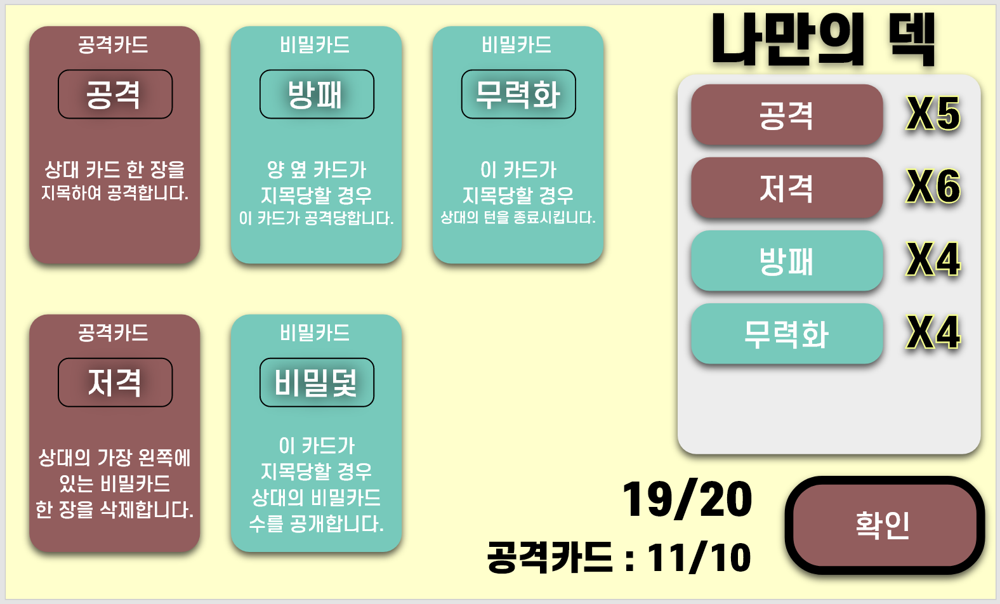 공격카드
공격
상대 카드 한 장을
지목하여 공격합니다.
비밀카드
방패
양 옆 카드가
지목당할 경우
이 카드가 공격당합니다.
비밀카드
무력화
이 카드가
지목당할 경우
상대의 턴을 종료시킵니다.
공격카드
저격
상대의 가장 왼쪽에
있는 비밀카드
한 장을 삭제합니다.
비밀카드
비밀덫
이 카드가
지목당할 경우
상대의 비밀카드
수를 공개합니다.
나만의 덱
공격 X5
저격 X6
방패 X4
무력화 X4
19/20
공격카드 : 11/10
확인